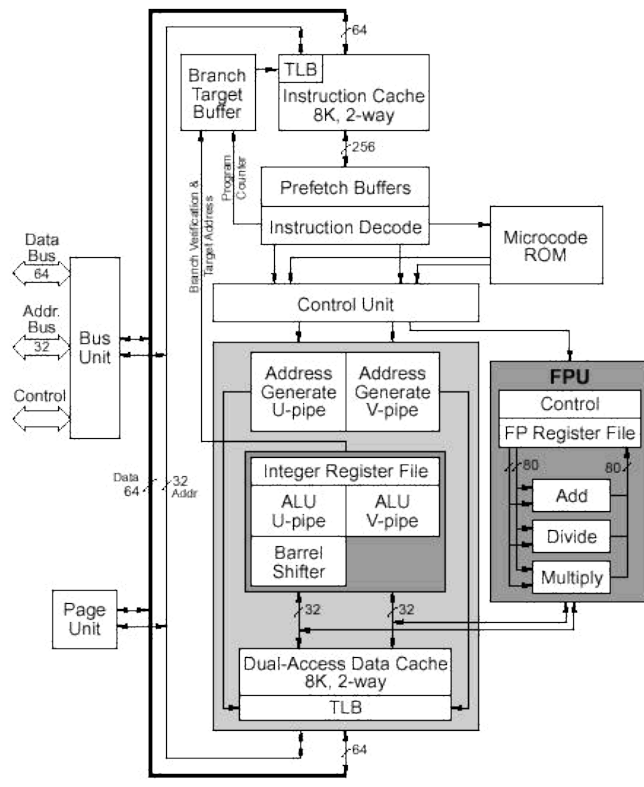 64
TLB
Instruction Cache
8K, 2-way
Branch
Target
Buffer
256
Program
Counter
Branch Verification &
Target Address
Prefetch Buffers
Instruction Decode
Microcode
ROM
Data
Bus
64
Addr.
Bus
32
Control
Bus
Unit
Control Unit
Address
Generate
U-pipe
Address
Generate
V-pipe
FPU
Control
FP Register File
80
80
Add
Divide
Multiply
Integer Register File
ALU
U-pipe
ALU
V-pipe
Barrel
Shifter
Data
64
32
Addr
32
32
Page
Unit
Dual-Access Data Cache
8K, 2-way
TLB
64